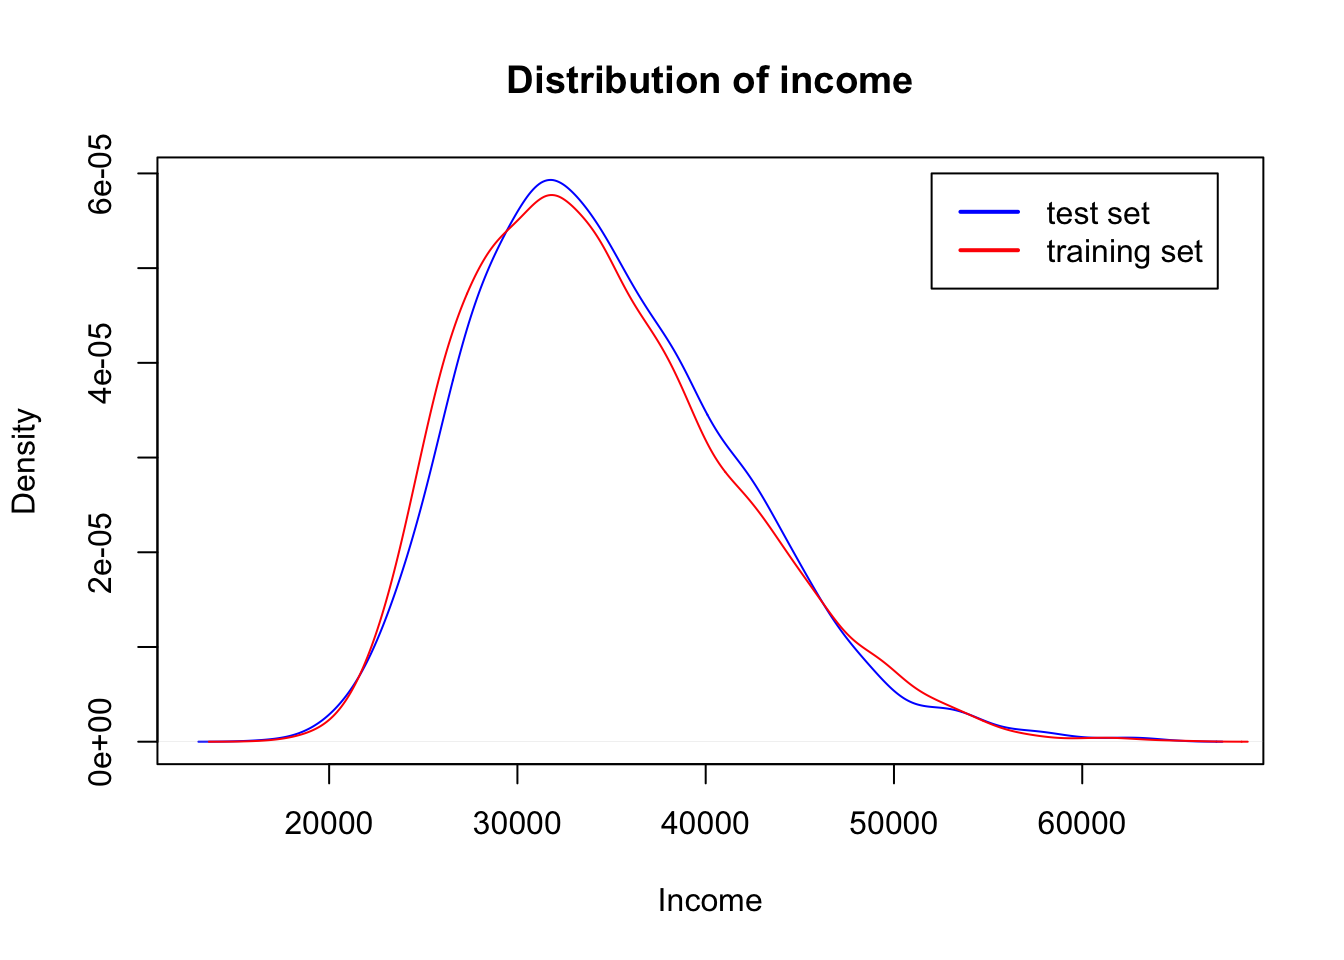 Distribution of income
test set
training set
Density
6e-05
4e-05
2e-05
0e+00
20000 30000 40000 50000 60000
Income